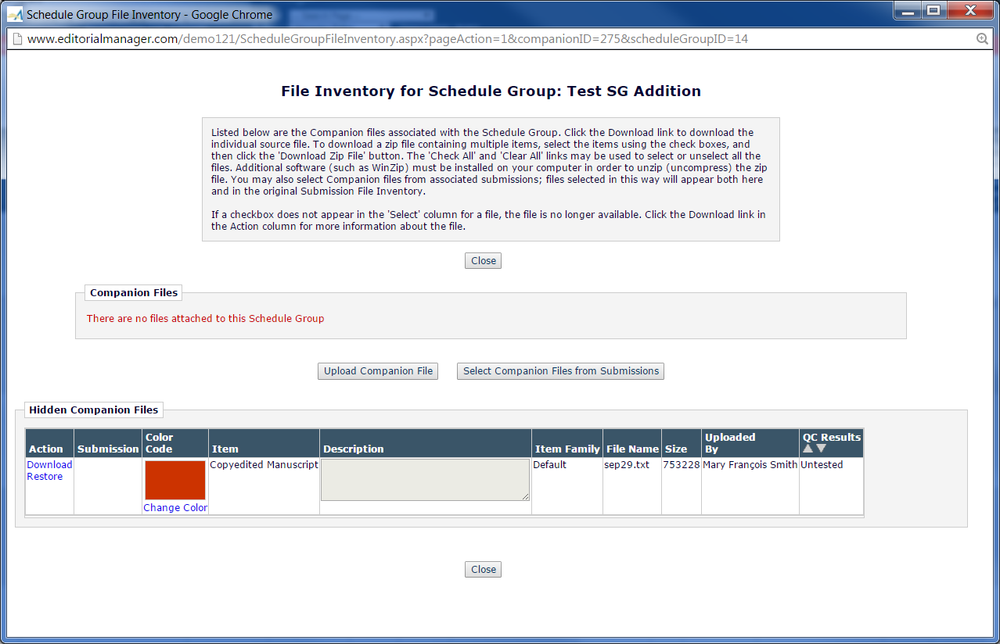 Schedule Group File Inventory - Google Chrome
www.editorialmanager.com/demo121/ScheduleGroupFileInventory.aspx?pageAction=1&companionID=275&scheduleGroupID=14
File Inventory for Schedule Group: Test SG Addition
Listed below are the Companion files associated with the Schedule Group. Click the Download link to download the
individual source file. To download a zip file containing multiple items, select the items using the check boxes, and
then click the 'Download Zip File' button. The 'Check All' and 'Clear All' links may be used to select or unselect all the
files. Additional software (such as WinZip) must be installed on your computer in order to unzip (uncompress) the zip
file. You may also select Companion files from associated submissions; files selected in this way will appear both here
and in the original Submission File Inventory.
If a checkbox does not appear in the 'Select' column for a file, the file is no longer available. Click the Download link in
the Action column for more information about the file.
Close
Companion Files
There are no files attached to this Schedule Group
Upload Companion File Select Companion Files from Submissions
Hidden Companion Files
Action Submission Color Code Item Description Item Family File Name Size Uploaded By QC Results
Download Copyedited Manuscript Default sep29.txt 753228 Mary François Smith Untested
Restore
Change Color
Close